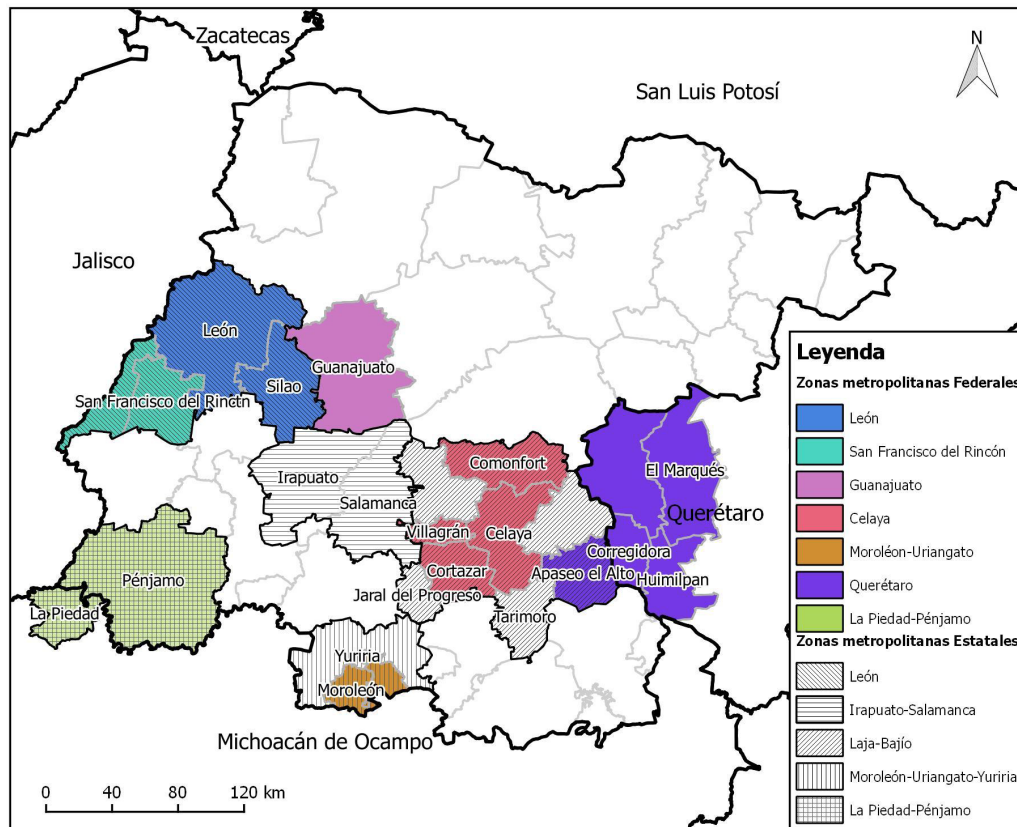 Zacatecas
San Luis Potosí
N
Jalisco
León
Guanajuato
Silao
San Francisco del Rinctn
Comonfort
El Marqués
Irapuato
Salamanca
Querétaro
Villagrán
Celaya
Corregidora
Cortazar
Apaseo el Alto
Huimilpan
Pénjamo
Jaral del Progreso
La Piedad
Tarimoro
Yuriria
Moroleón
Michoacán de Ocampo
0 40 80 120 km
Leyenda
Zonas metropolitanas Federales
León
San Francisco del Rincón
Guanajuato
Celaya
Moroléon-Uriangato
Querétaro
La Piedad-Pénjamo
Zonas metropolitanas Estatales
León
Irapuato-Salamanca
Laja-Bajío
Moroléon-Uriangato-Yuriria
La Piedad-Pénjamo